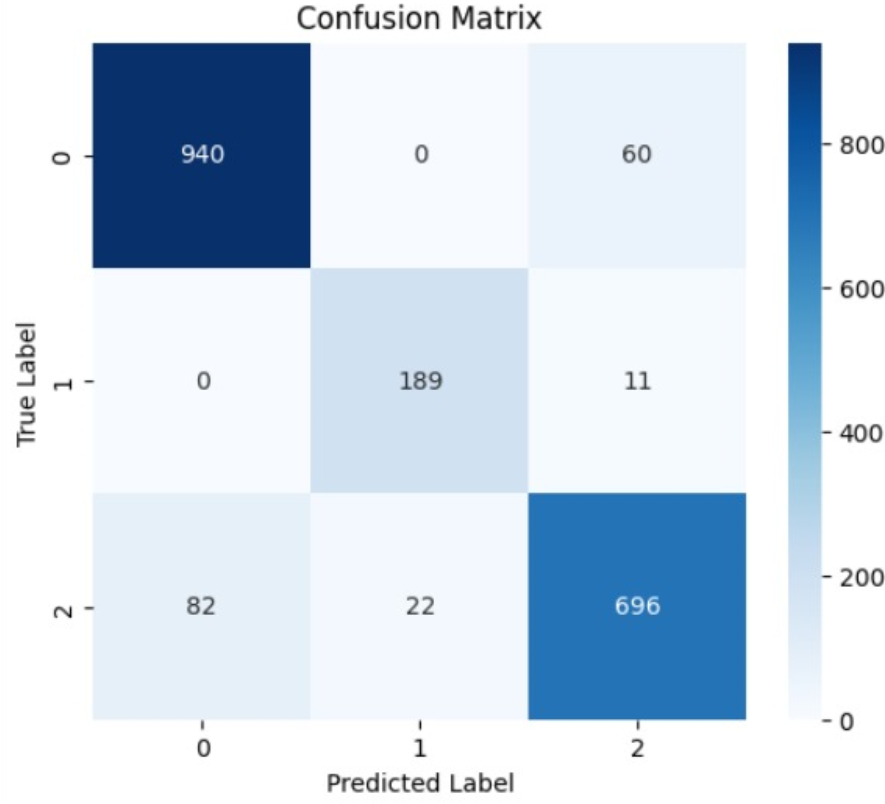 Confusion Matrix
0 940 0 60
1 0 189 11
2 82 22 696
0 1 2
Predicted Label
True Label
800
600
400
200
0